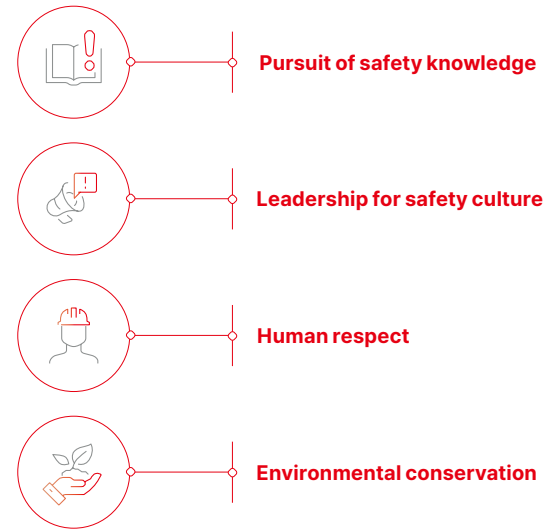 Pursuit of safety knowledge
Leadership for safety culture
Human respect
Environmental conservation